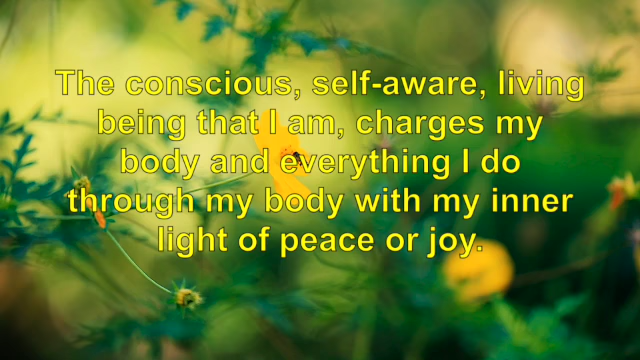 The conscious, self-aware, living
being that I am, charges my
body and everything I do
through my body with my inner
light of peace or joy.